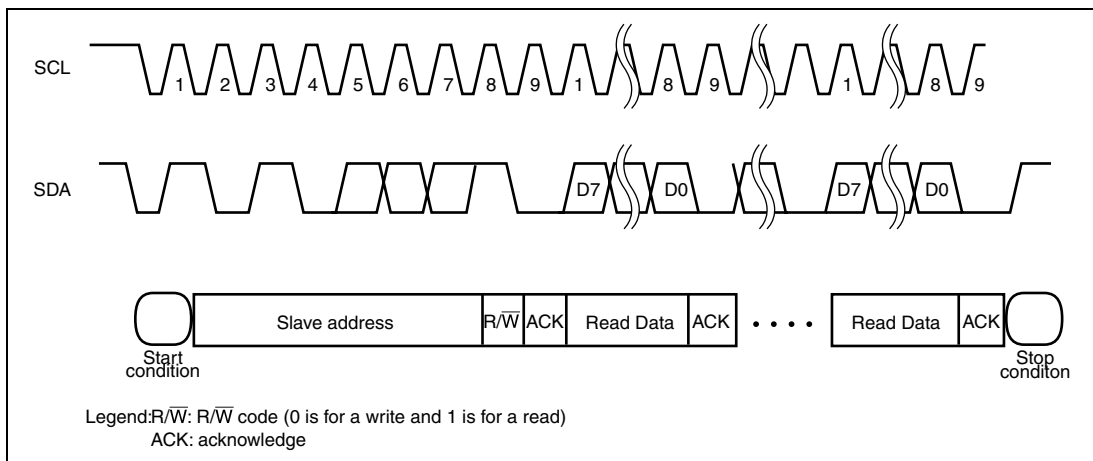 SCL
1 2 3 4 5 6 7 8 9 1 8 9 1 8 9
SDA
D7 D0 D7 D0
Slave address R/W̅ ACK Read Data ACK • • • • Read Data ACK
Start
condition
Stop
conditon
Legend:R/W̅: R/W̅ code (0 is for a write and 1 is for a read)
ACK: acknowledge